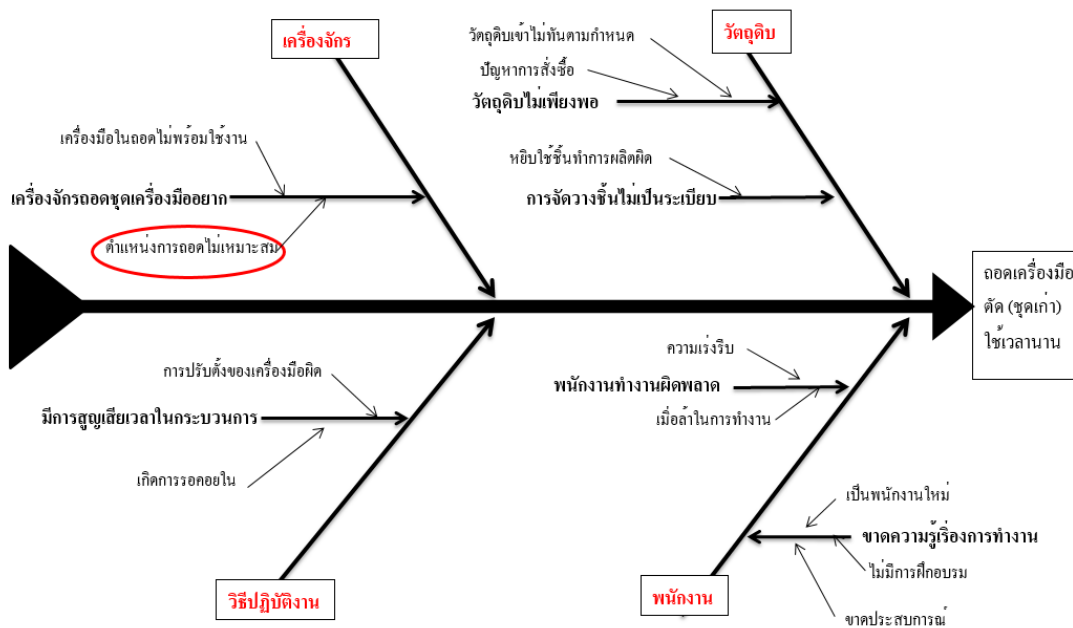 เครื่องจักร
เครื่องมือในถอดไม่พร้อมใช้งาน
เครื่องจักรถอดชุดเครื่องมืออยาก
ตำแหน่งการถอดไม่เหมาะสม
วัตถุดิบ
วัตถุดิบเข้าไม่ทันตามกำหนด
ปัญหาการสั่งซื้อ
วัตถุดิบไม่เพียงพอ
หยิบใช้ชิ้นทำการผลิตผิด
การจัดวางชิ้นไม่เป็นระเบียบ
ถอดเครื่องมือ
ตัด (ชุดเก่า)
ใช้เวลานาน
การปรับตั้งของเครื่องมือผิด
มีการสูญเสียเวลาในกระบวนการ
เกิดการรอคอยใน
วิธีปฏิบัติงาน
ความเร่งรีบ
พนักงานทำงานผิดพลาด
เมื่อล้าในการทำงาน
เป็นพนักงานใหม่
ขาดความรู้เรื่องการทำงาน
ไม่มีการฝึกอบรม
ขาดประสบการณ์
พนักงาน